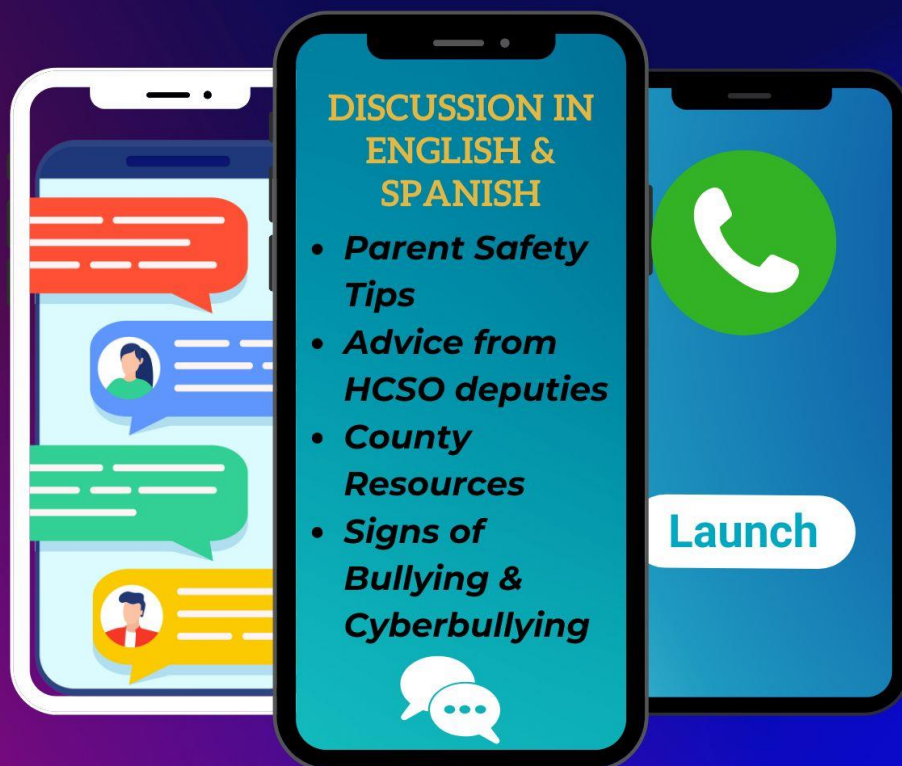 DISCUSSION IN
ENGLISH &
SPANISH
• Parent Safety
Tips
• Advice from
HCSO deputies
• County
Resources
• Signs of
Bullying &
Cyberbullying
Launch